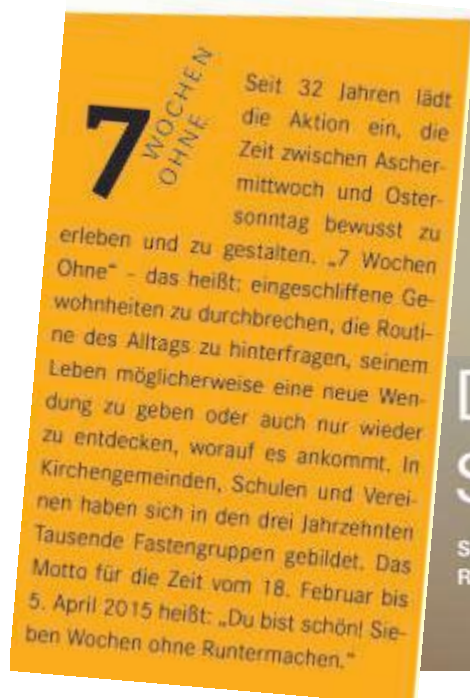 7 WOCHEN
OHNE
Seit 32 Jahren lädt
die Aktion ein, die
Zeit zwischen Ascher-
mittwoch und Oster-
sonntag bewusst zu
erleben und zu gestalten. „7 Wochen
Ohne“ - das heißt: eingeschliffene Ge-
wohnheiten zu durchbrechen, die Routi-
ne des Alltags zu hinterfragen, seinem
Leben möglicherweise eine neue Wen-
dung zu geben oder auch nur wieder
zu entdecken, worauf es ankommt. In
Kirchengemeinden, Schulen und Verei-
nen haben sich in den drei Jahrzehnten
Tausende Fastengruppen gebildet. Das
Motto für die Zeit vom 18. Februar bis
5. April 2015 heißt: „Du bist schön! Sie-
ben Wochen ohne Runtermachen.“